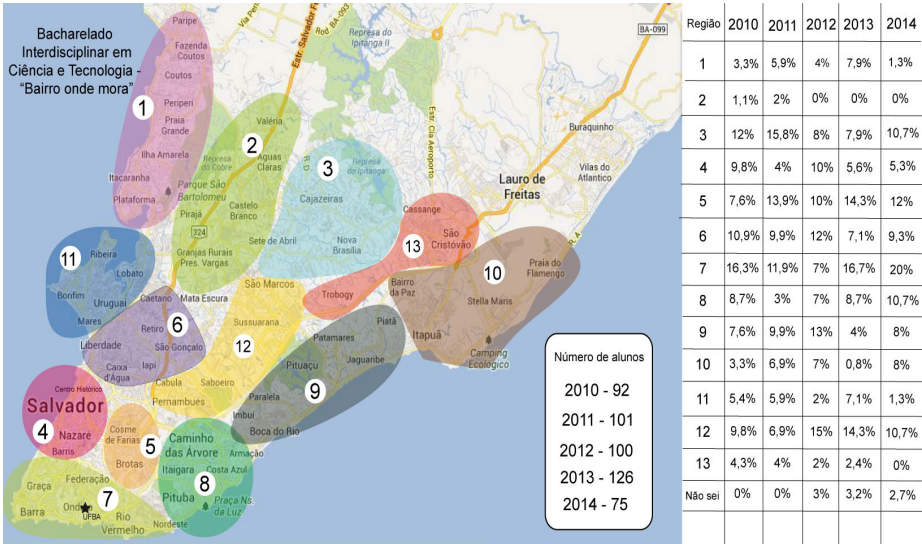 Bacharelado
Interdisciplinar em
Ciência e Tecnologia -
“Bairro onde mora”
Paripe
Fazenda
Coutos
Coutos
1
Periperi
Praia
Grande
Ilha Amarela
Itacaranha
Plataforma
Represa do
Ipitanga II
Rod. BA-093
BA-099
Estr. Cia Aeroporto
Valéria
2
Águas
Claras
Represa
do Cobre
Parque São
Bartolomeu
Pirajá
Castelo
Branco
324
Granjas Rurais
Pres. Vargas
Sete de Abril
3
Represa
do Ipitanga
Cajazeiras
Nova
Brasília
Buraquinho
Vilas do
Atlantico
Lauro de
Freitas
Cassange
São
Cristóvão
13
Trobogy
Bairro
da Paz
10
Praia do
Flamengo
Stella Maris
Itapuã
Camping
Ecológico
11
Ribeira
Lobato
Bonfim
Uruguai
Mares
Caetano
Mata Escura
São Marcos
Retiro
6
São Gonçalo
Liberdade
Caixa
D'Agua
Iapi
Sussuarana
12
Cabula
Saboeiro
Pernambues
Piatã
Patamares
Pituaçu
Jaguaribe
9
Paralela
Imbuí
Boca do Rio
Centro Histórico
Salvador
4
Nazaré
Barris
Cosme
de Farias
5
Brotas
Caminho
das Árvore
Armação
Itaigara
Costa Azul
8
Pituba
Praça Ns.
da Luz
Federação
Graça
7
UFBA
Barra
Rio
Vermelho
Nordeste
Número de alunos
2010 - 92
2011 - 101
2012 - 100
2013 - 126
2014 - 75
Região 2010 2011 2012 2013 2014
1 3,3% 5,9% 4% 7,9% 1,3%
2 1,1% 2% 0% 0% 0%
3 12% 15,8% 8% 7,9% 10,7%
4 9,8% 4% 10% 5,6% 5,3%
5 7,6% 13,9% 10% 14,3% 12%
6 10,9% 9,9% 12% 7,1% 9,3%
7 16,3% 11,9% 7% 16,7% 20%
8 8,7% 3% 7% 8,7% 10,7%
9 7,6% 9,9% 13% 4% 8%
10 3,3% 6,9% 7% 0,8% 8%
11 5,4% 5,9% 2% 7,1% 1,3%
12 9,8% 6,9% 15% 14,3% 10,7%
13 4,3% 4% 2% 2,4% 0%
Não sei 0% 0% 3% 3,2% 2,7%